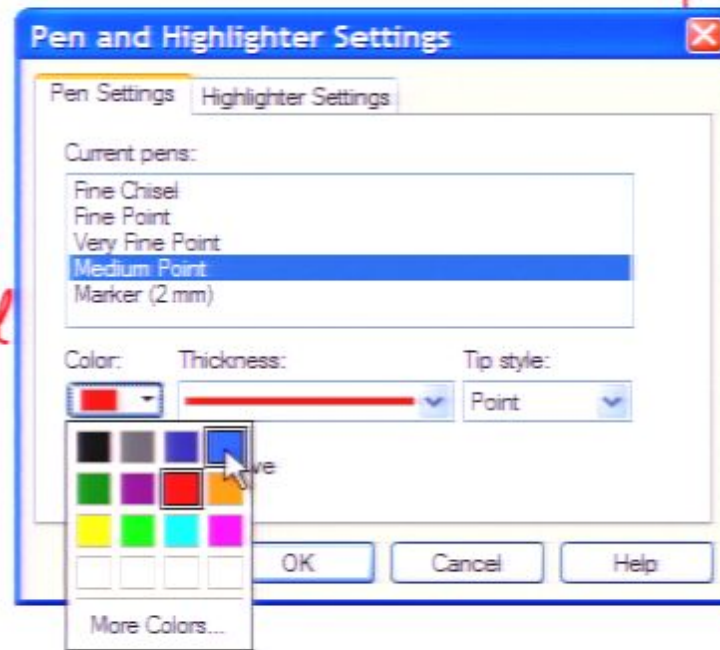 Pen and Highlighter Settings
Pen Settings Highlighter Settings
Current pens:
Fine Chisel
Fine Point
Very Fine Point
Medium Point
Marker (2 mm)
Color: Thickness: Tip style:
Point
OK Cancel Help
More Colors...